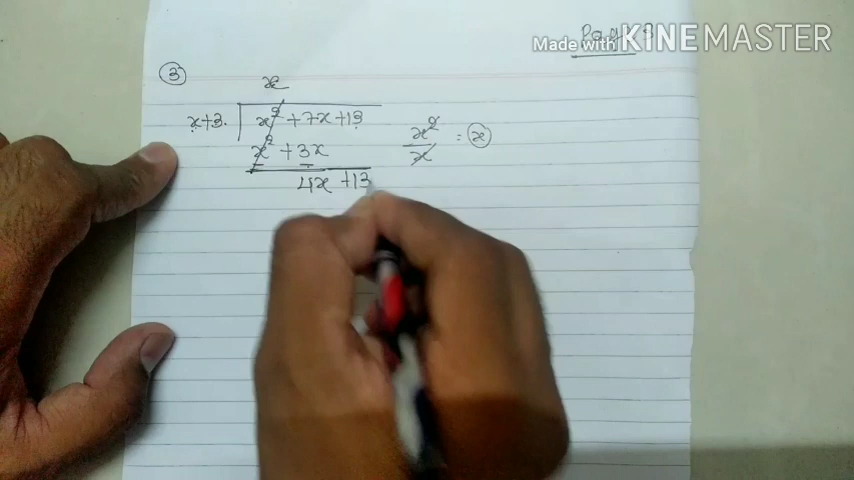 Made with KINEMASTER
③
x
x+3 x² + 7x + 13
x²/x = x
x² + 3x
4x + 13